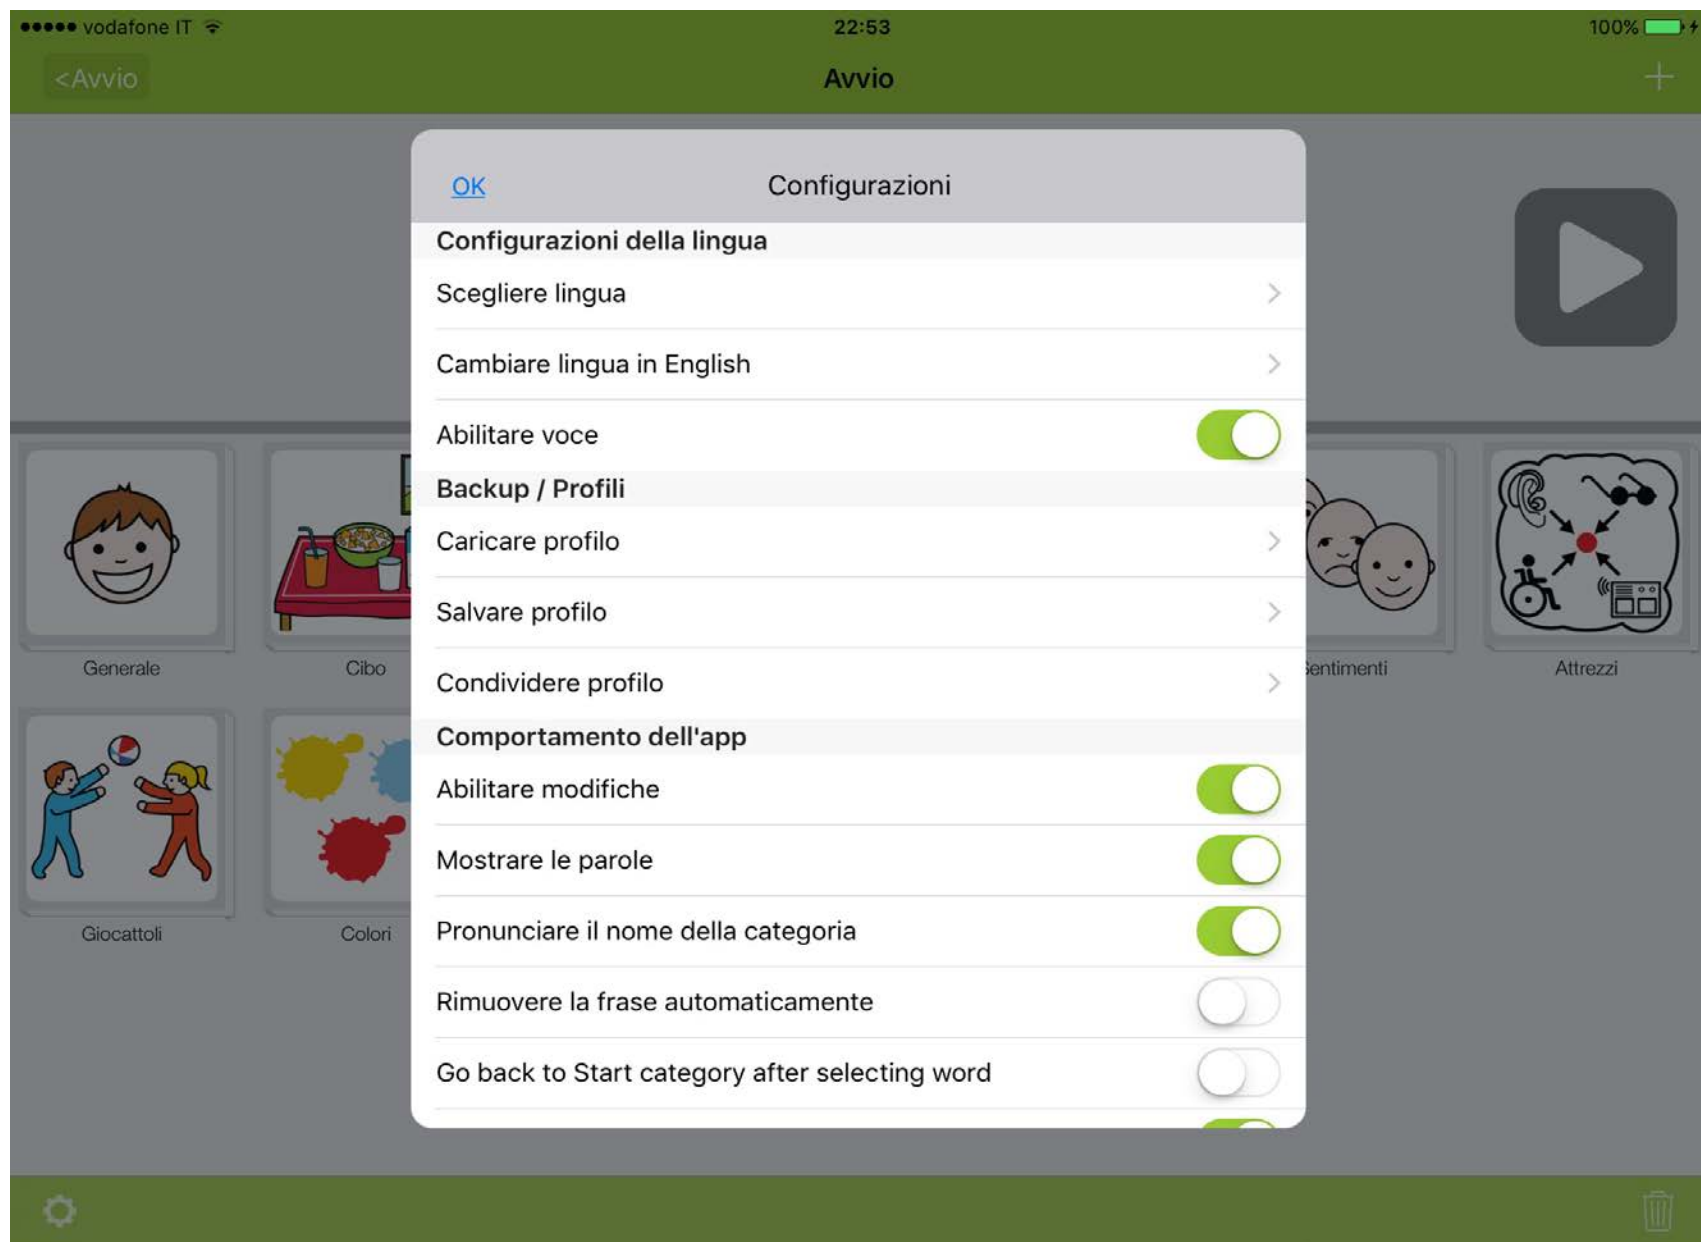 vodafone IT
22:53
100%
<Avvio
Avvio
OK
Configurazioni
Configurazioni della lingua
Scegliere lingua
Cambiare lingua in English
Abilitare voce
Backup / Profili
Caricare profilo
Salvare profilo
Condividere profilo
Comportamento dell'app
Abilitare modifiche
Mostrare le parole
Pronunciare il nome della categoria
Rimuovere la frase automaticamente
Go back to Start category after selecting word
Generale
Cibo
entimenti
Attrezzi
Giocattoli
Colori